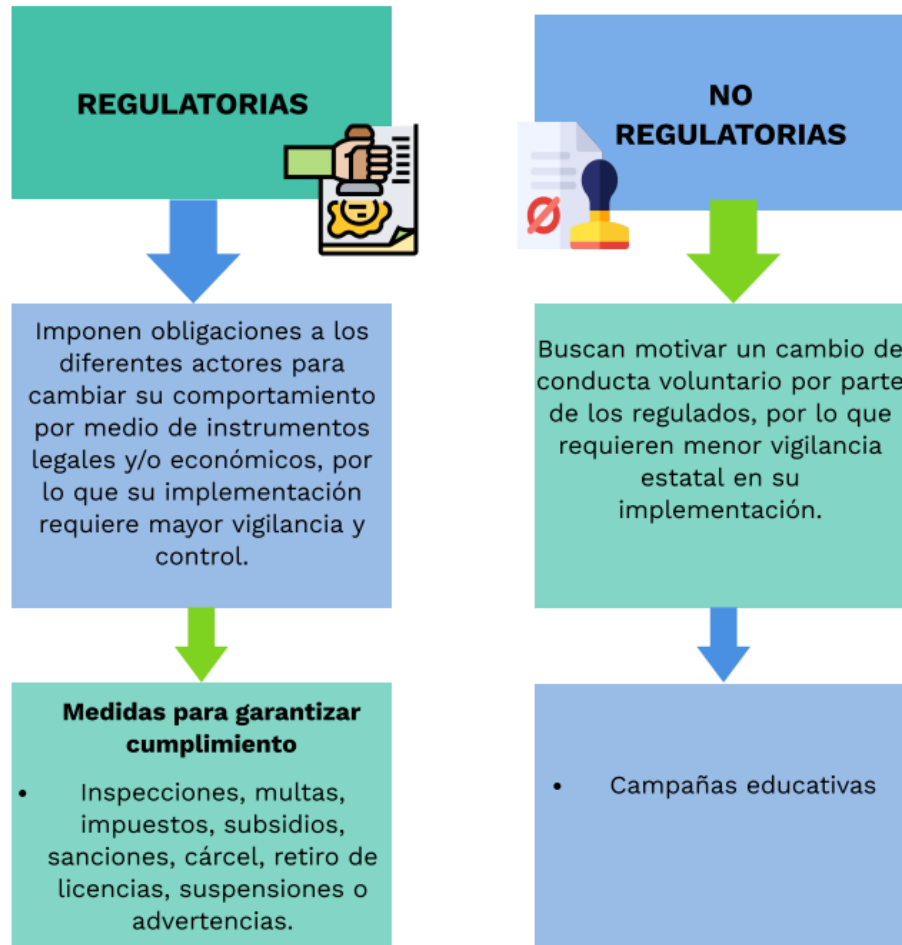 REGULATORIAS
Imponen obligaciones a los
diferentes actores para
cambiar su comportamiento
por medio de instrumentos
legales y/o económicos, por
lo que su implementación
requiere mayor vigilancia y
control.
Medidas para garantizar
cumplimiento
• Inspecciones, multas,
impuestos, subsidios,
sanciones, cárcel, retiro de
licencias, suspensiones o
advertencias.
NO
REGULATORIAS
Buscan motivar un cambio de
conducta voluntario por parte
de los regulados, por lo que
requieren menor vigilancia
estatal en su
implementación.
• Campañas educativas